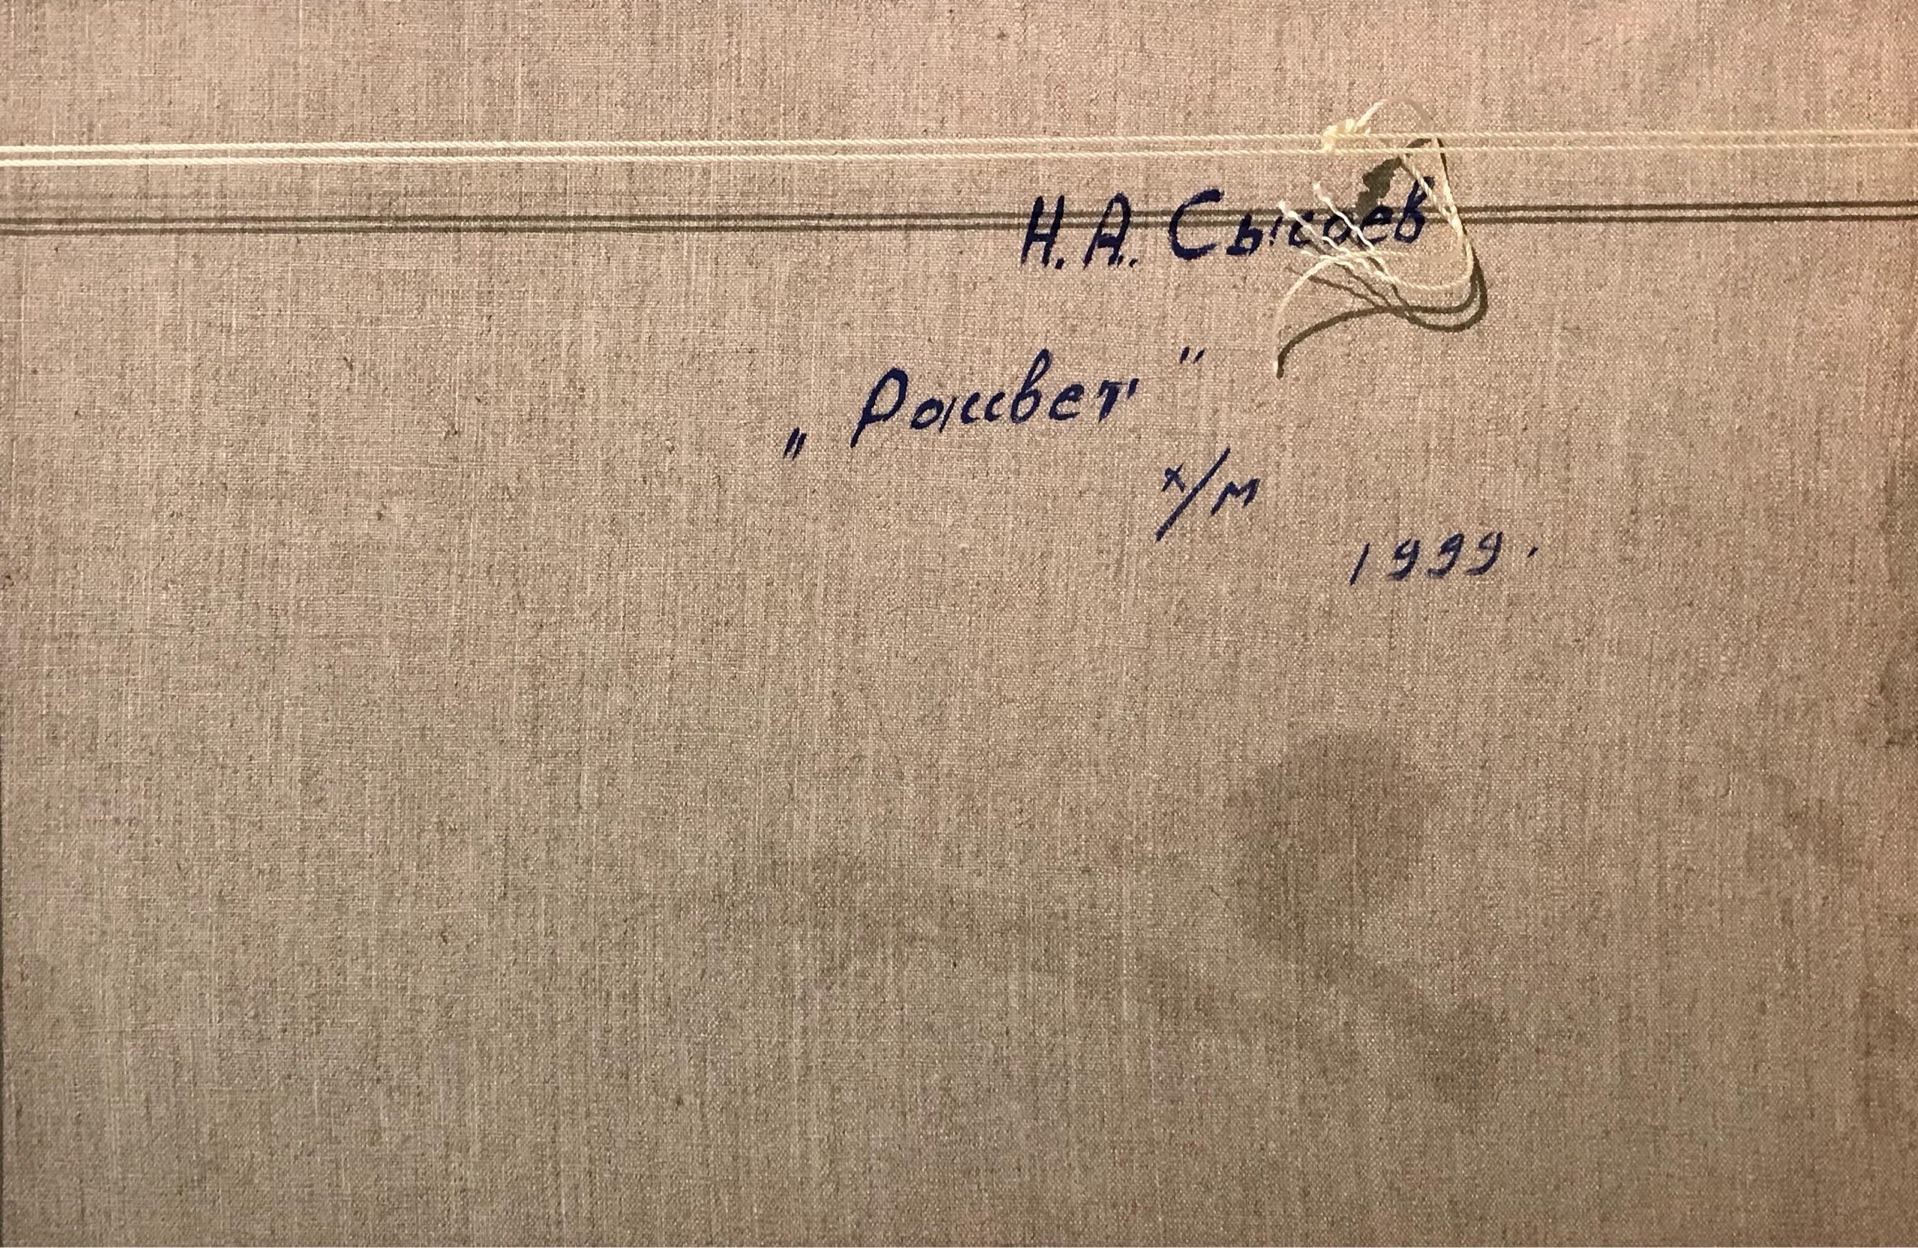 Н. А. Сысоев
„Рассвет"
х/м
1999.